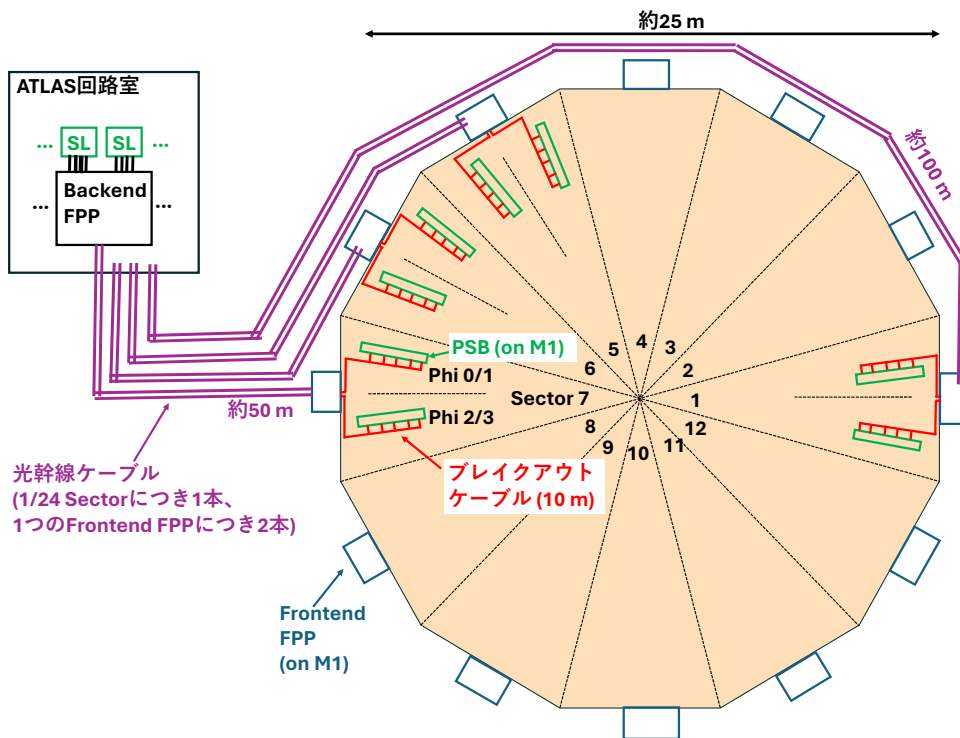 約25 m
ATLAS回路室
... SL SL ...
Backend
FPP
... ...
約100 m
PSB (on M1)
Phi 0/1
Sector 7
Phi 2/3
約50 m
1
2
3
4
5
6
8
9
10
11
12
光幹線ケーブル
(1/24 Sectorにつき1本、
1つのFrontend FPPにつき2本)
ブレイクアウト
ケーブル (10 m)
Frontend
FPP
(on M1)